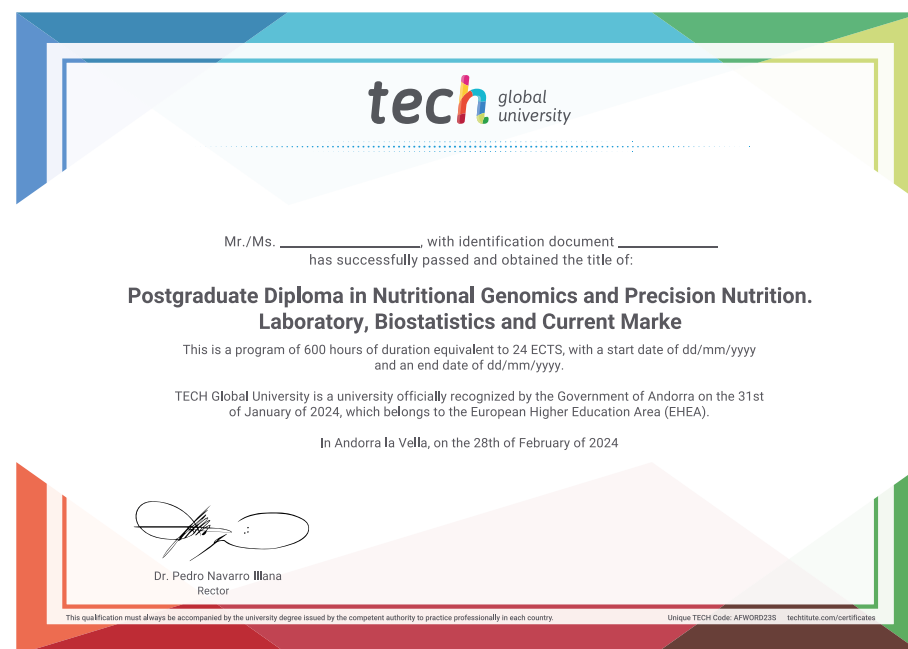 tech global university
Mr./Ms. ____________________, with identification document ______________
has successfully passed and obtained the title of:
Postgraduate Diploma in Nutritional Genomics and Precision Nutrition.
Laboratory, Biostatistics and Current Marke
This is a program of 600 hours of duration equivalent to 24 ECTS, with a start date of dd/mm/yyyy
and an end date of dd/mm/yyyy.
TECH Global University is a university officially recognized by the Government of Andorra on the 31st
of January of 2024, which belongs to the European Higher Education Area (EHEA).
In Andorra la Vella, on the 28th of February of 2024
Dr. Pedro Navarro Illana
Rector
This qualification must always be accompanied by the university degree issued by the competent authority to practice professionally in each country.
Unique TECH Code: AFWORD23S techtitute.com/certificates